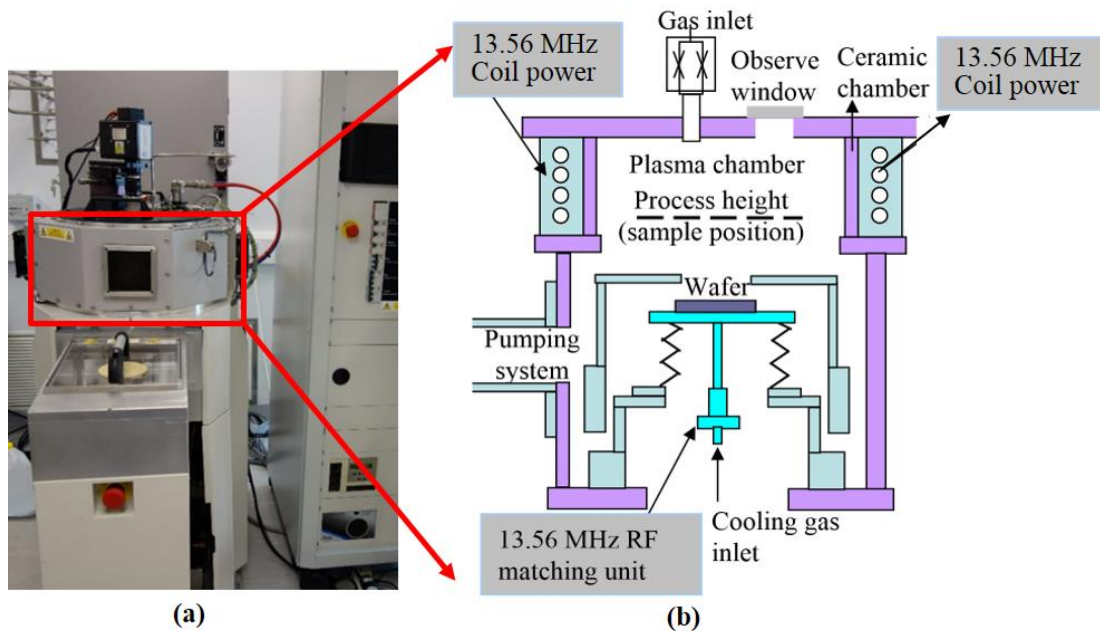 13.56 MHz
Coil power
Gas inlet
Observe
window
Ceramic
chamber
13.56 MHz
Coil power
Plasma chamber
Process height
(sample position)
Wafer
Pumping
system
13.56 MHz RF
matching unit
Cooling gas
inlet
(a)
(b)